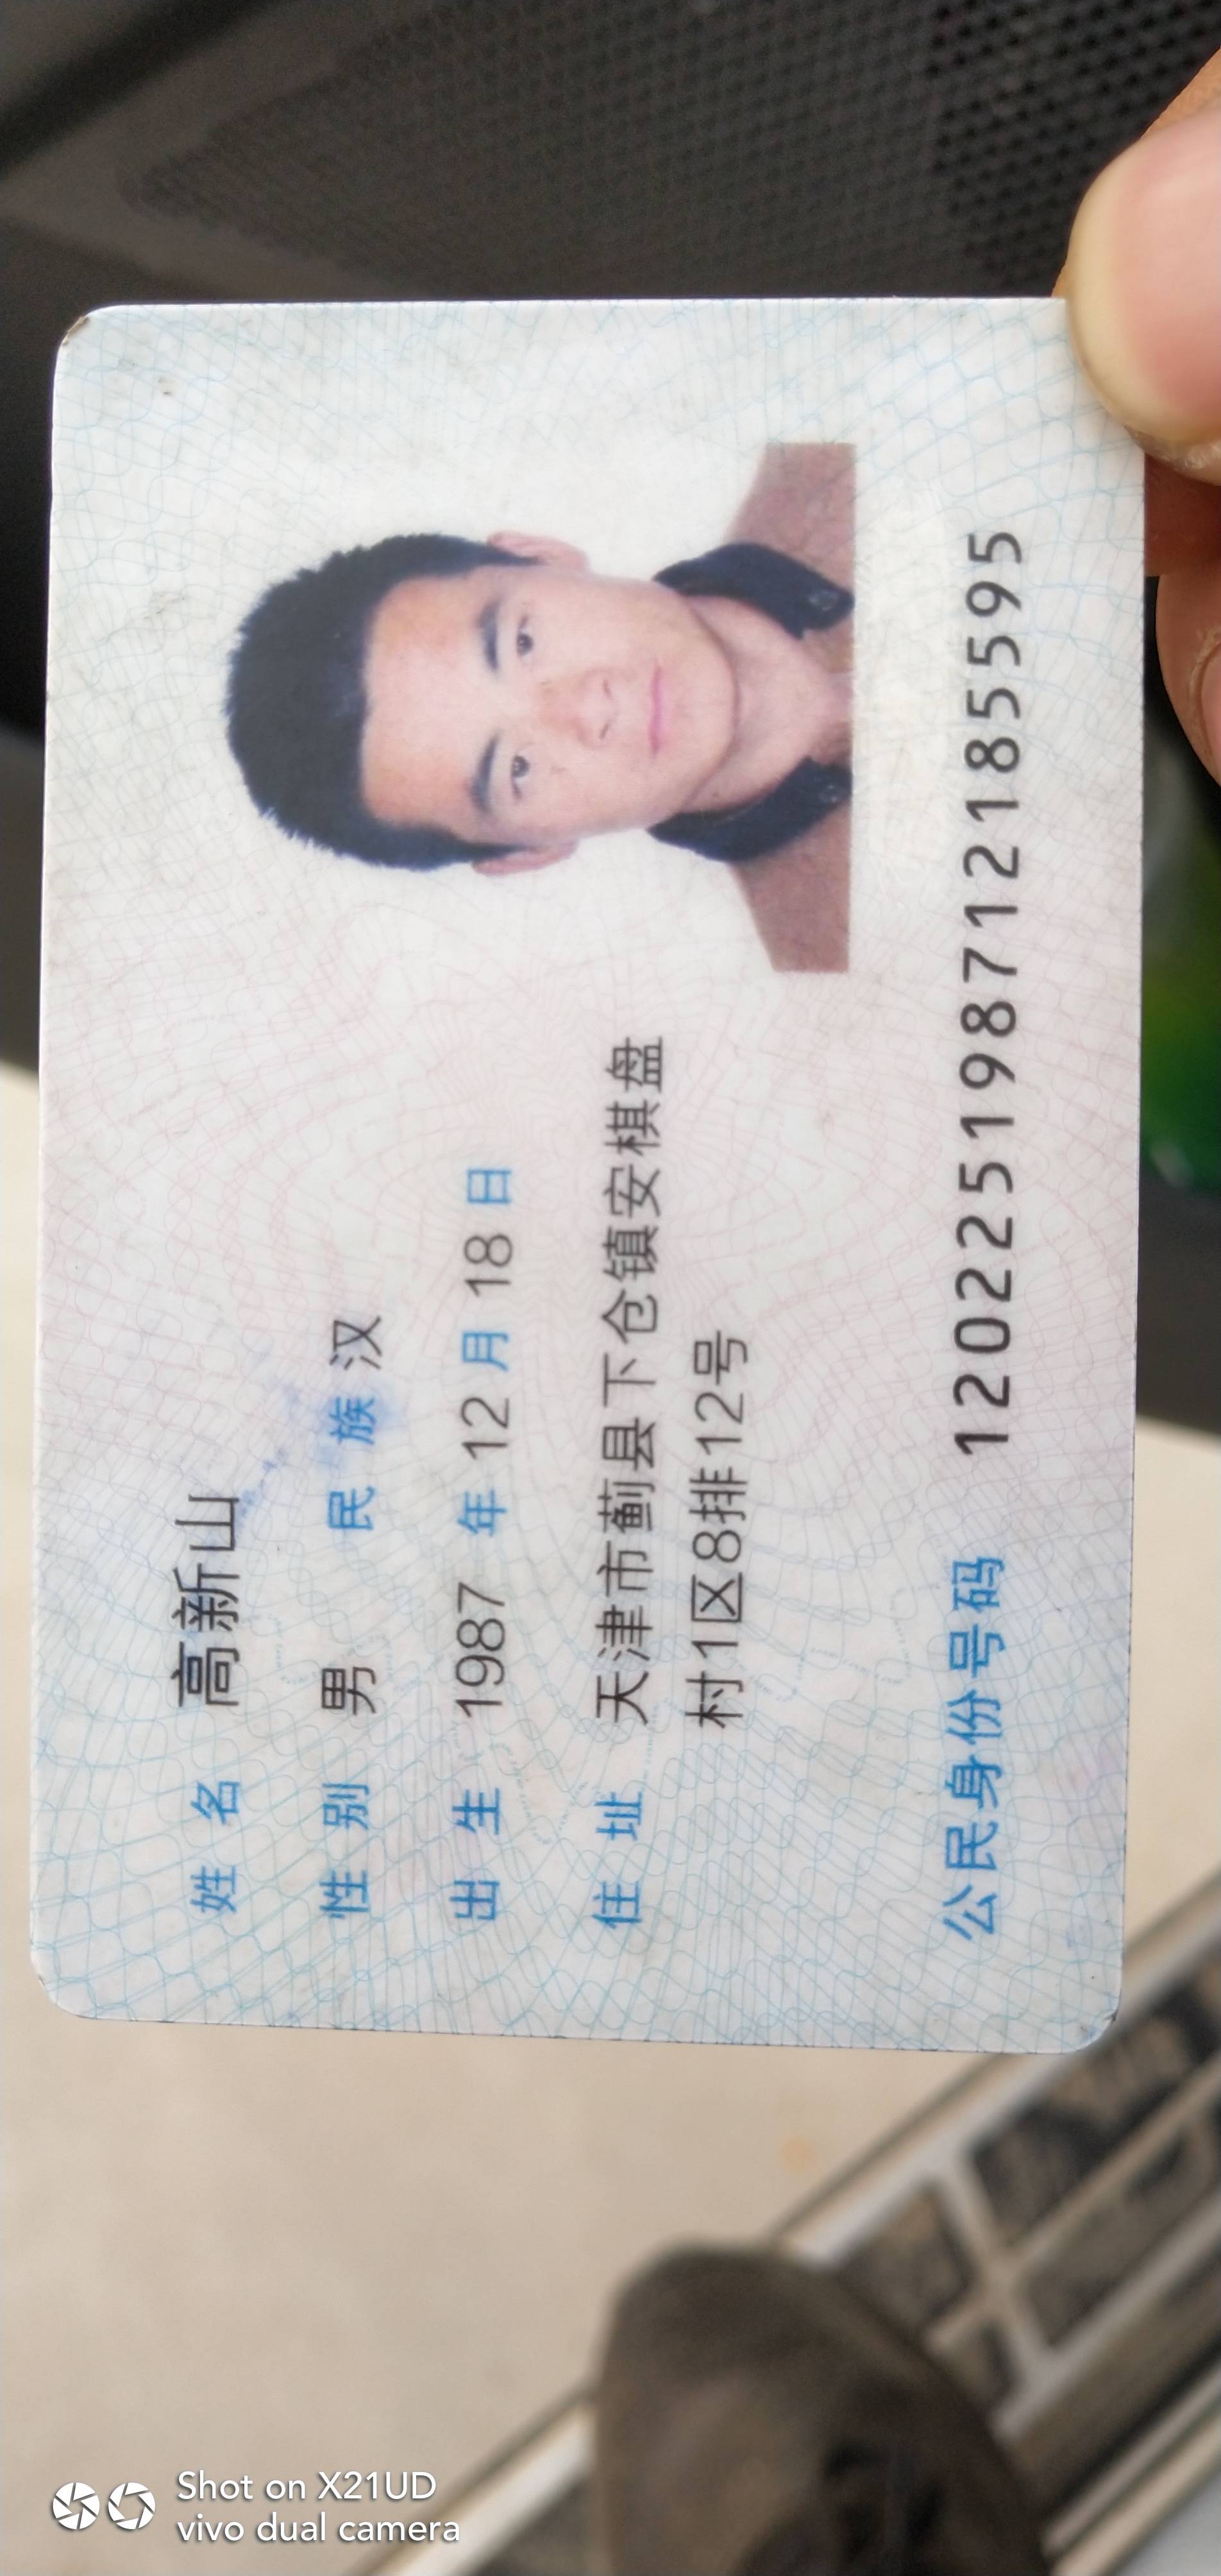 姓名 高新山
性别 男 民族 汉
出生 1987 年 12 月 18 日
住址 天津市蓟县下仓镇安棋盘
村1区8排12号
公民身份号码 120225198712185595
Shot on X21UD
vivo dual camera